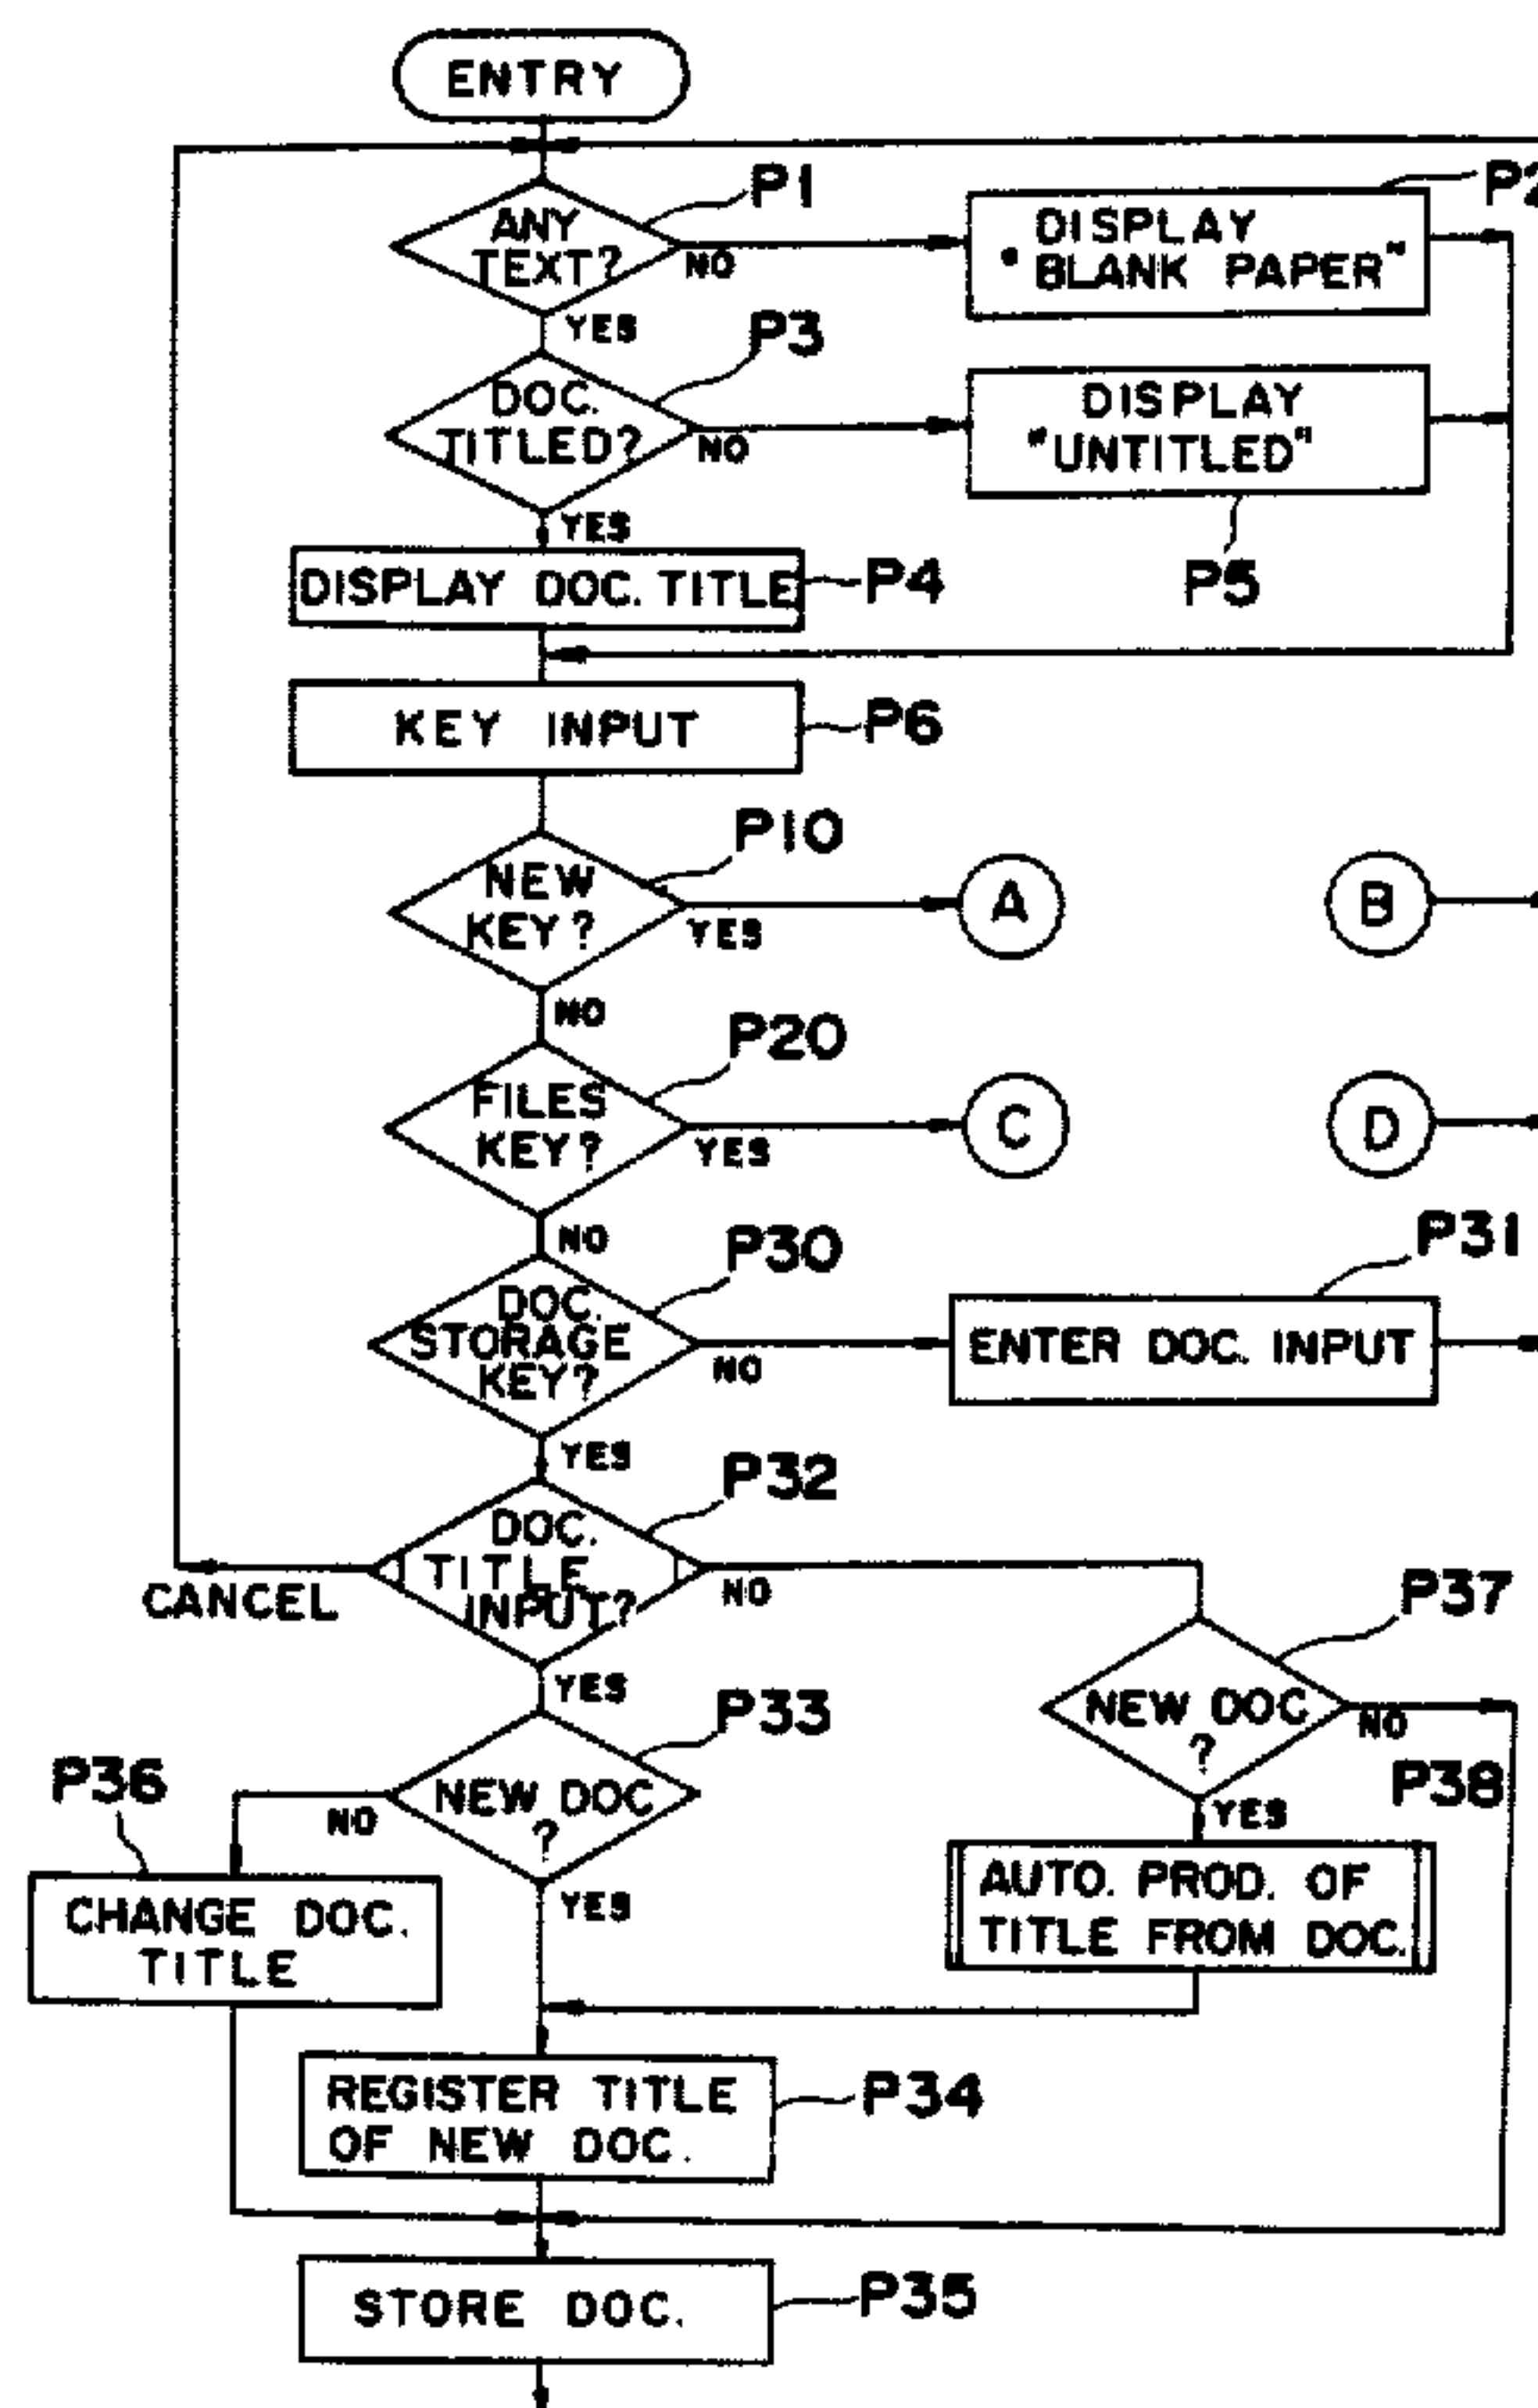 ENTRY
P1
ANY
TEXT?
NO
DISPLAY
"BLANK PAPER"
P2
YES
P3
DOC.
TITLED?
NO
DISPLAY
"UNTITLED"
P5
YES
DISPLAY DOC. TITLE
P4
KEY INPUT
P6
P10
NEW
KEY?
YES
A
B
NO
P20
FILES
KEY?
YES
C
D
NO
P30
DOC.
STORAGE
KEY?
NO
P31
ENTER DOC. INPUT
YES
P32
DOC.
TITLE
INPUT?
CANCEL
NO
P37
NEW DOC
?
NO
YES
P33
NEW DOC
?
NO
P36
CHANGE DOC.
TITLE
YES
P38
YES
AUTO. PROD. OF
TITLE FROM DOC.
REGISTER TITLE
OF NEW DOC.
P34
STORE DOC.
P35